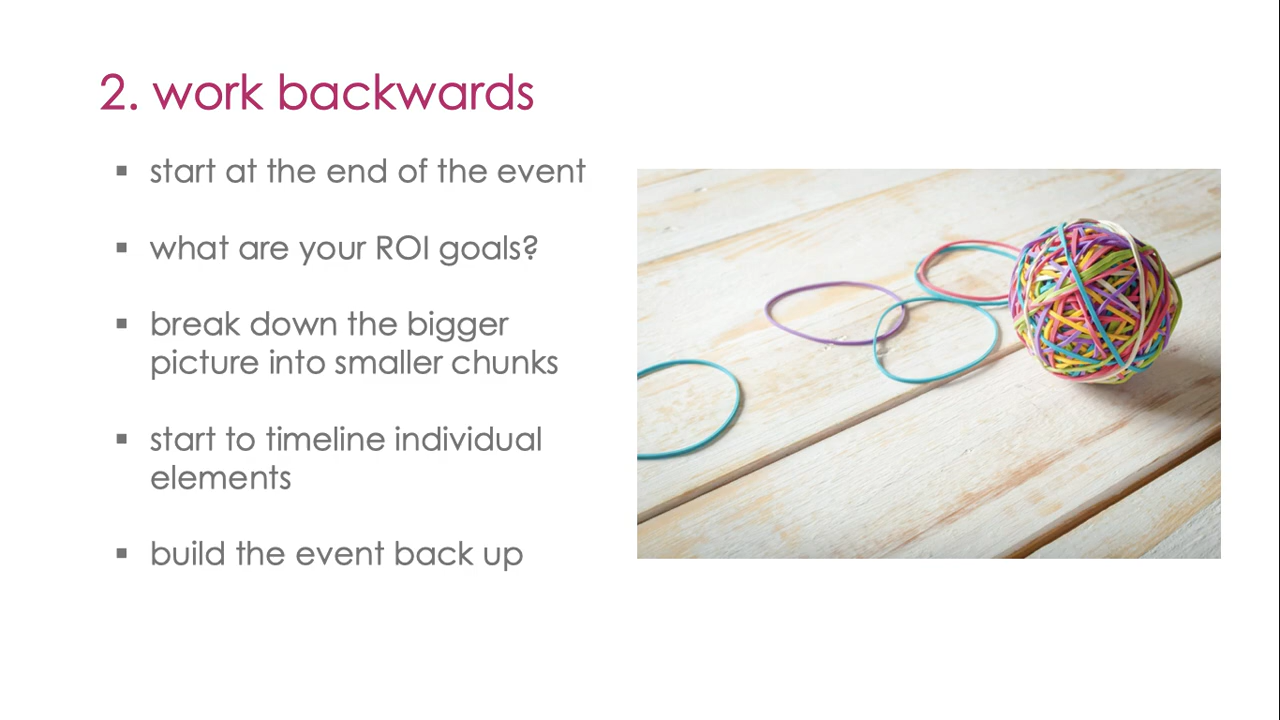 2. work backwards
▪ start at the end of the event
▪ what are your ROI goals?
▪ break down the bigger
picture into smaller chunks
▪ start to timeline individual
elements
▪ build the event back up